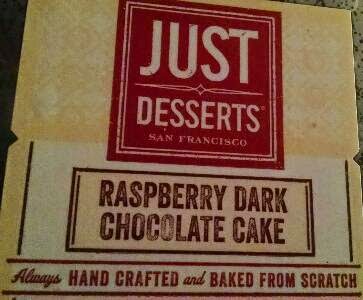 JUST
DESSERTS
SAN FRANCISCO
RASPBERRY DARK
CHOCOLATE CAKE
Always HAND CRAFTED and BAKED FROM SCRATCH